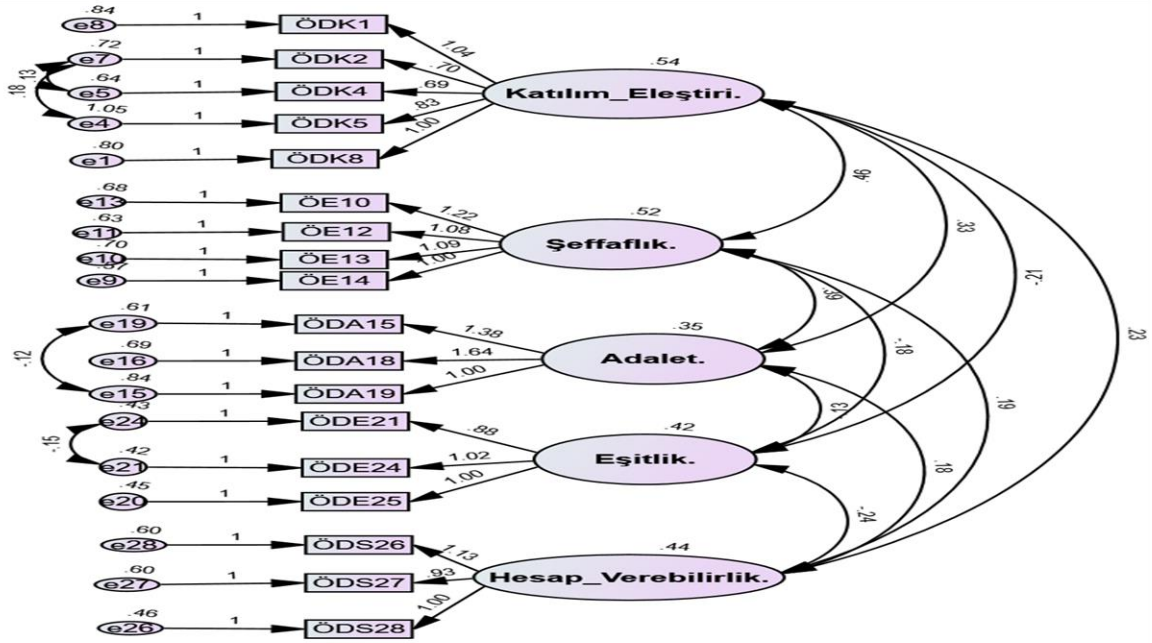 .84
e8 1 ÖDK1
.72
e7 1 ÖDK2
.64
e5 1 ÖDK4
1.05
e4 1 ÖDK5
.80
e1 1 ÖDK8
.18
.13
1.04
.70
.69
.83
1.00
.54
Katılım_Eleştiri.
.68
e13 1 ÖE10
.63
e11 1 ÖE12
.70
e10 1 ÖE13
e9 1 ÖE14
1.22
1.08
1.09
1.00
.52
Şeffaflık.
.61
e19 1 ÖDA15
.69
e16 1 ÖDA18
.84
e15 1 ÖDA19
-.12
1.38
1.64
1.00
.35
Adalet.
.43
e24 1 ÖDE21
.42
e21 1 ÖDE24
.45
e20 1 ÖDE25
-.15
.88
1.02
1.00
.42
Eşitlik.
.60
e28 1 ÖDS26
.60
e27 1 ÖDS27
.46
e26 1 ÖDS28
1.13
.93
1.00
.44
Hesap_Verebilirlik.
.46
.33
-.21
.23
.39
-.18
.19
.18
-.24